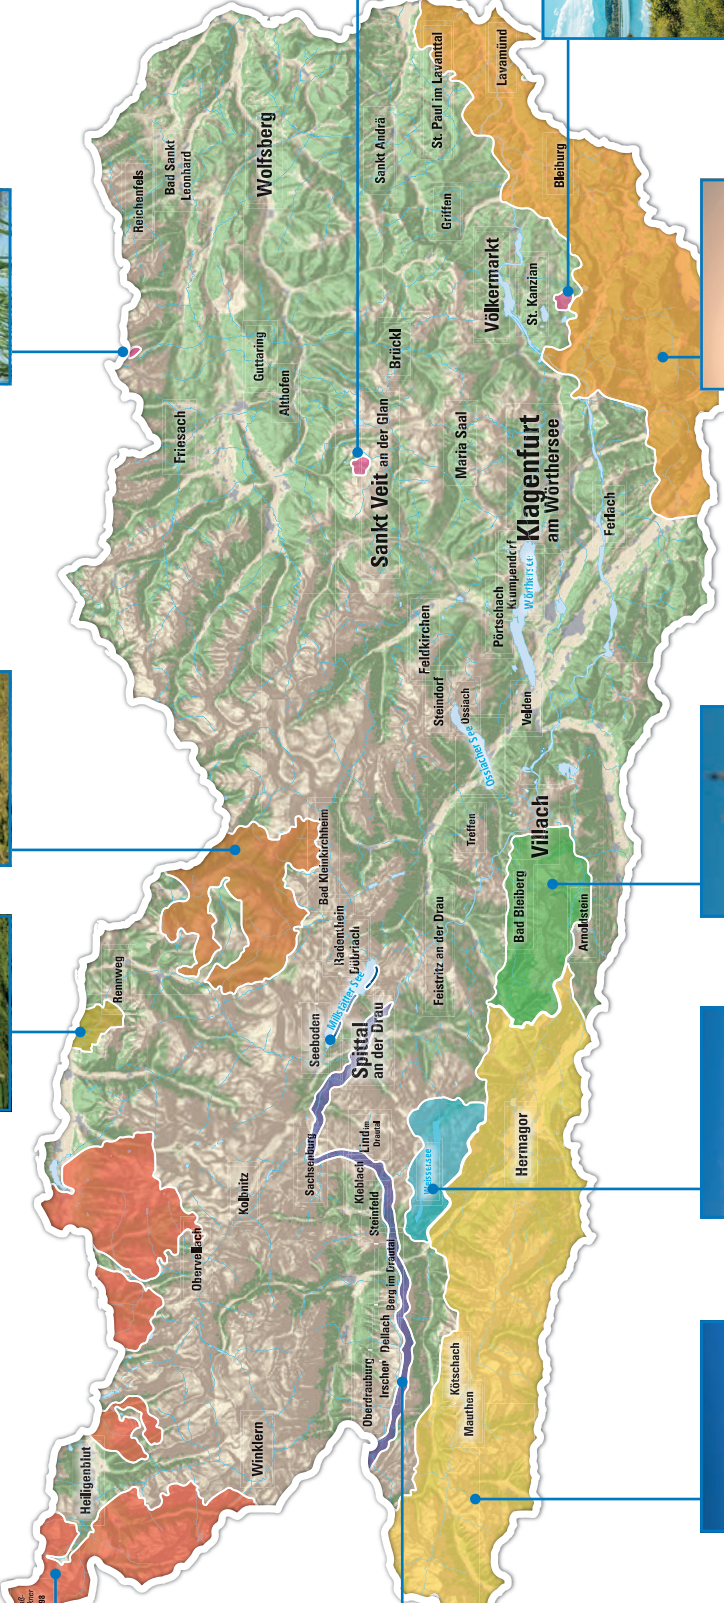 Lavamünd
St. Paul im Lavanttal
Sankt Andrä
Wolfsberg
Bad Sankt
Leonhard
Reichenfels
Bleiburg
Griffen
Völkermarkt
St. Kanzian
Guttaring
Althofen
Brückl
Friesach
Sankt Veit an der Glan
Maria Saal
Klagenfurt
am Wörthersee
Ferlach
Krumpendorf
Wörthersee
Pörtschach
Feldkirchen
Steindorf
Ossiach
Ossiacher See
Velden
Villach
Treffen
Bad Kleinkirchheim
Bad Bleiberg
Arnoldstein
Feistritz an der Drau
Radenthein
Döbriach
Millstätter See
Seeboden
Rennweg
Spittal
an der Drau
Lind im
Drautal
Sachsenburg
Kleblach
Steinfeld
Kolbnitz
Weissensee
Hermagor
Obervellach
Berg im Drautal
Dellach
Irschen
Oberdrauburg
Kötschach
Mauthen
Winklern
Heiligenblut